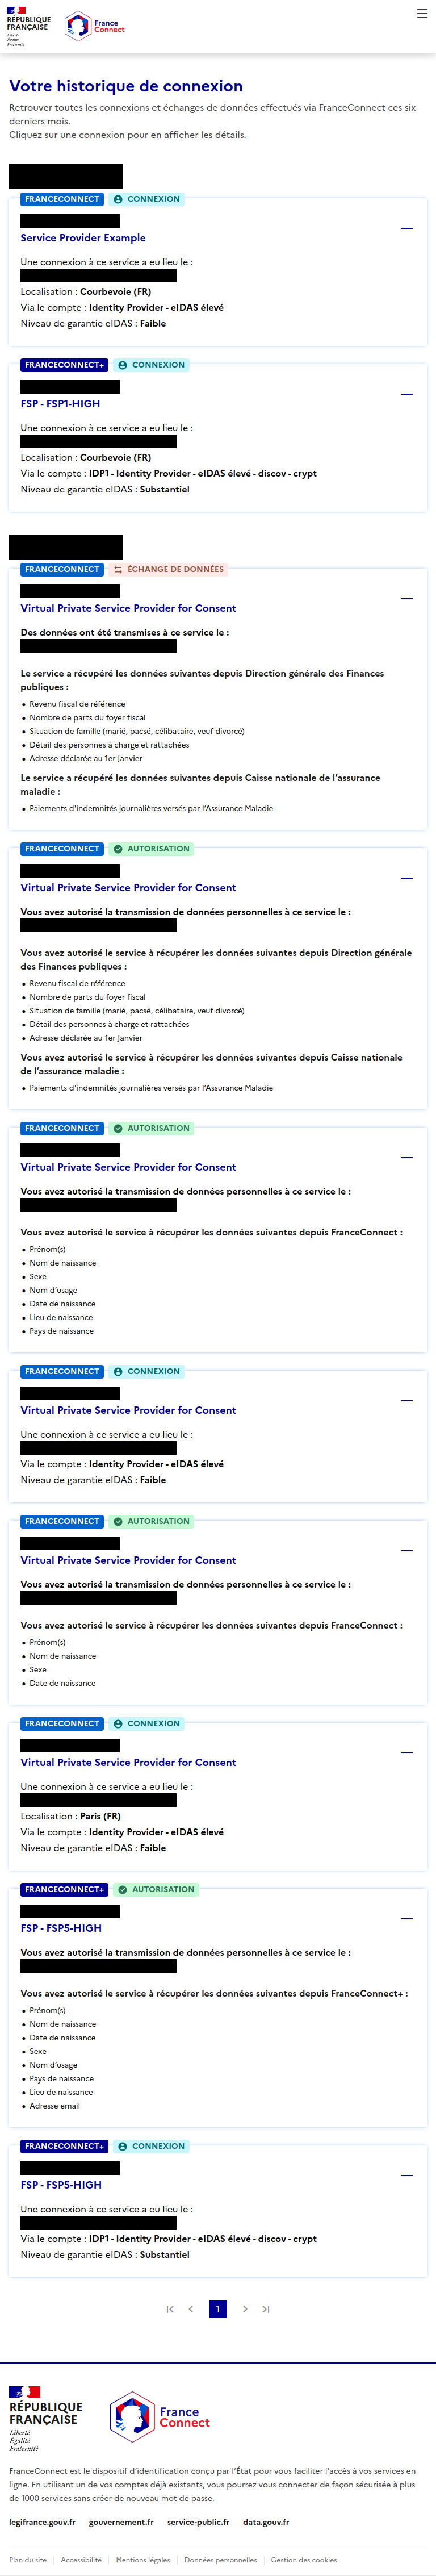 RÉPUBLIQUE
FRANÇAISE
Liberté
Égalité
Fraternité
France
Connect
Votre historique de connexion
Retrouver toutes les connexions et échanges de données effectués via FranceConnect ces six
derniers mois.
Cliquez sur une connexion pour en afficher les détails.
FRANCECONNECT CONNEXION
Service Provider Example
Une connexion à ce service a eu lieu le :
Localisation : Courbevoie (FR)
Via le compte : Identity Provider - eIDAS élevé
Niveau de garantie eIDAS : Faible
FRANCECONNECT+ CONNEXION
FSP - FSP1-HIGH
Une connexion à ce service a eu lieu le :
Localisation : Courbevoie (FR)
Via le compte : IDP1 - Identity Provider - eIDAS élevé - discov - crypt
Niveau de garantie eIDAS : Substantiel
FRANCECONNECT ÉCHANGE DE DONNÉES
Virtual Private Service Provider for Consent
Des données ont été transmises à ce service le :
Le service a récupéré les données suivantes depuis Direction générale des Finances
publiques :
Revenu fiscal de référence
Nombre de parts du foyer fiscal
Situation de famille (marié, pacsé, célibataire, veuf divorcé)
Détail des personnes à charge et rattachées
Adresse déclarée au 1er Janvier
Le service a récupéré les données suivantes depuis Caisse nationale de l'assurance
maladie :
Paiements d'indemnités journalières versés par l'Assurance Maladie
FRANCECONNECT AUTORISATION
Virtual Private Service Provider for Consent
Vous avez autorisé la transmission de données personnelles à ce service le :
Vous avez autorisé le service à récupérer les données suivantes depuis Direction générale
des Finances publiques :
Revenu fiscal de référence
Nombre de parts du foyer fiscal
Situation de famille (marié, pacsé, célibataire, veuf divorcé)
Détail des personnes à charge et rattachées
Adresse déclarée au 1er Janvier
Vous avez autorisé le service à récupérer les données suivantes depuis Caisse nationale
de l'assurance maladie :
Paiements d'indemnités journalières versés par l'Assurance Maladie
FRANCECONNECT AUTORISATION
Virtual Private Service Provider for Consent
Vous avez autorisé la transmission de données personnelles à ce service le :
Vous avez autorisé le service à récupérer les données suivantes depuis FranceConnect :
Prénom(s)
Nom de naissance
Sexe
Nom d'usage
Date de naissance
Lieu de naissance
Pays de naissance
FRANCECONNECT CONNEXION
Virtual Private Service Provider for Consent
Une connexion à ce service a eu lieu le :
Via le compte : Identity Provider - eIDAS élevé
Niveau de garantie eIDAS : Faible
FRANCECONNECT AUTORISATION
Virtual Private Service Provider for Consent
Vous avez autorisé la transmission de données personnelles à ce service le :
Vous avez autorisé le service à récupérer les données suivantes depuis FranceConnect :
Prénom(s)
Nom de naissance
Sexe
Date de naissance
FRANCECONNECT CONNEXION
Virtual Private Service Provider for Consent
Une connexion à ce service a eu lieu le :
Localisation : Paris (FR)
Via le compte : Identity Provider - eIDAS élevé
Niveau de garantie eIDAS : Faible
FRANCECONNECT+ AUTORISATION
FSP - FSP5-HIGH
Vous avez autorisé la transmission de données personnelles à ce service le :
Vous avez autorisé le service à récupérer les données suivantes depuis FranceConnect+ :
Prénom(s)
Nom de naissance
Date de naissance
Sexe
Nom d'usage
Pays de naissance
Lieu de naissance
Adresse email
FRANCECONNECT+ CONNEXION
FSP - FSP5-HIGH
Une connexion à ce service a eu lieu le :
Via le compte : IDP1 - Identity Provider - eIDAS élevé - discov - crypt
Niveau de garantie eIDAS : Substantiel
1
RÉPUBLIQUE
FRANÇAISE
Liberté
Égalité
Fraternité
France
Connect
FranceConnect est le dispositif d'identification conçu par l'État pour vous faciliter l'accès à vos services en
ligne. En utilisant un de vos comptes déjà existants, vous pourrez vous connecter de façon sécurisée à plus
de 1000 services sans créer de nouveau mot de passe.
legifrance.gouv.fr gouvernement.fr service-public.fr data.gouv.fr
Plan du site Accessibilité Mentions légales Données personnelles Gestion des cookies